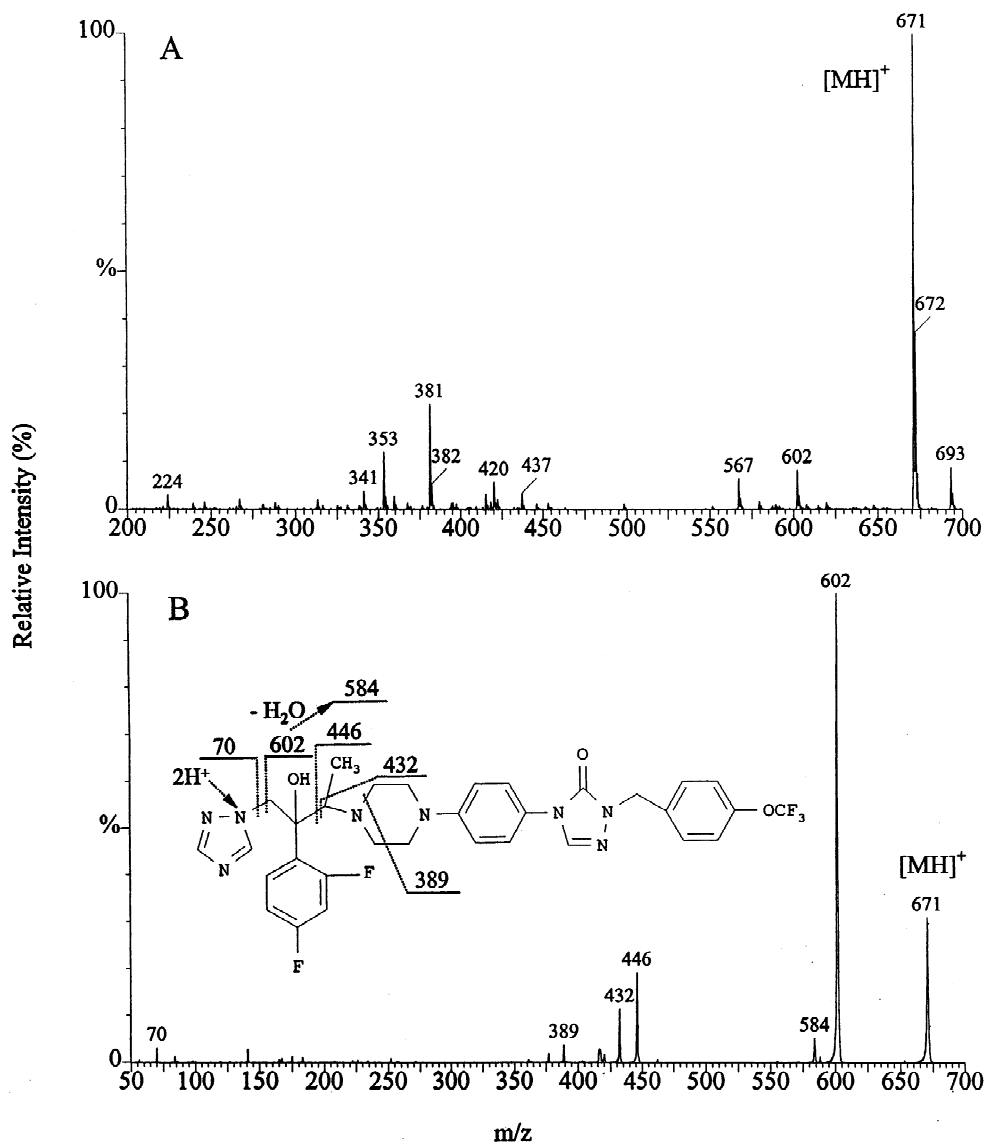 100
A
671
[MH]+
%
672
381
353
382
341
420
437
224
567
602
693
0
200 250 300 350 400 450 500 550 600 650 700
Relative Intensity (%)
100
B
602
584
- H2O
70
602
446
2H+
OH
CH3
432
O
N
N
N
N
N
N
N
N
OCF3
%
F
389
F
[MH]+
671
446
432
584
70
389
0
50 100 150 200 250 300 350 400 450 500 550 600 650 700
m/z